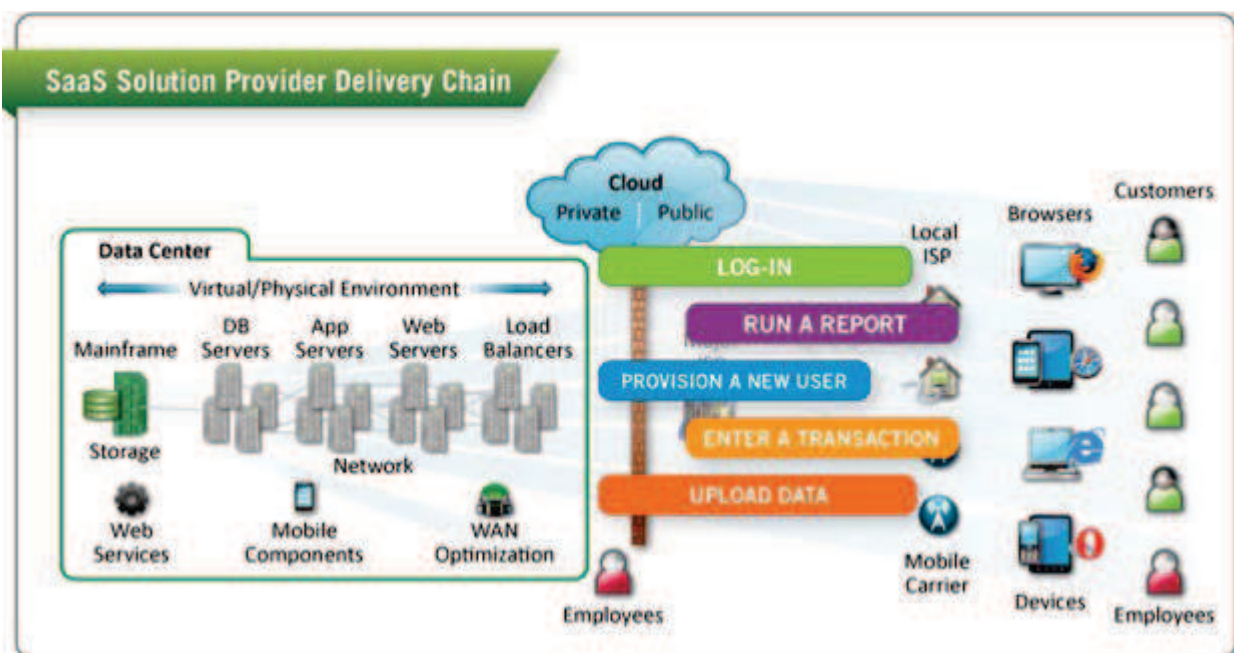 SaaS Solution Provider Delivery Chain
Cloud
Private Public
Customers
Browsers
Local
ISP
Data Center
LOG-IN
Virtual/Physical Environment
RUN A REPORT
Mainframe
DB
Servers
App
Servers
Web
Servers
Load
Balancers
PROVISION A NEW USER
ENTER A TRANSACTION
Storage
Network
UPLOAD DATA
Web
Services
Mobile
Components
WAN
Optimization
Mobile
Carrier
Devices
Employees
Employees